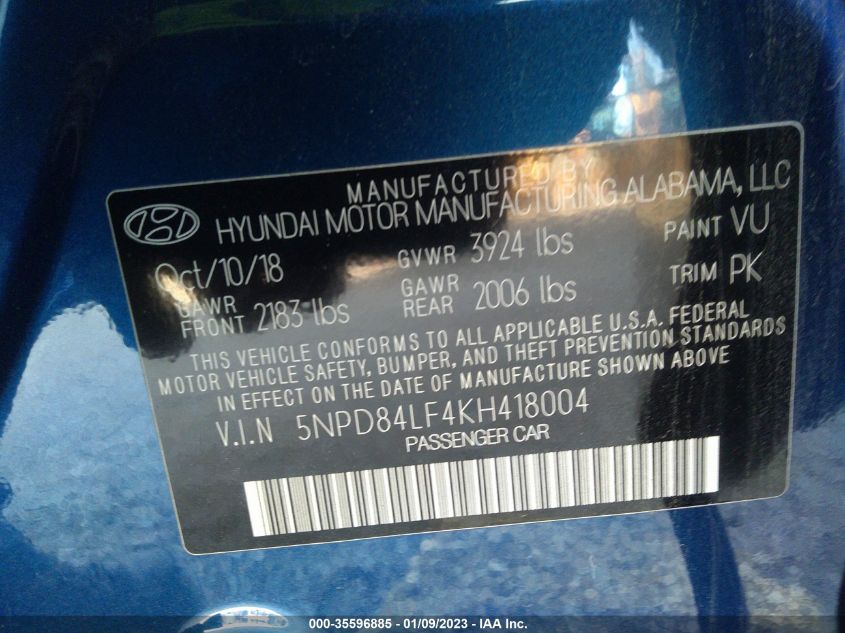 MANUFACTURED BY
HYUNDAI MOTOR MANUFACTURING ALABAMA, LLC
Oct/10/18 GVWR 3924 lbs PAINT VU
GAWR FRONT 2183 lbs GAWR REAR 2006 lbs TRIM PK
THIS VEHICLE CONFORMS TO ALL APPLICABLE U.S.A. FEDERAL
MOTOR VEHICLE SAFETY, BUMPER, AND THEFT PREVENTION STANDARDS
IN EFFECT ON THE DATE OF MANUFACTURE SHOWN ABOVE
V.I.N 5NPD84LF4KH418004
PASSENGER CAR
000-35596885 - 01/09/2023 - IAA Inc.